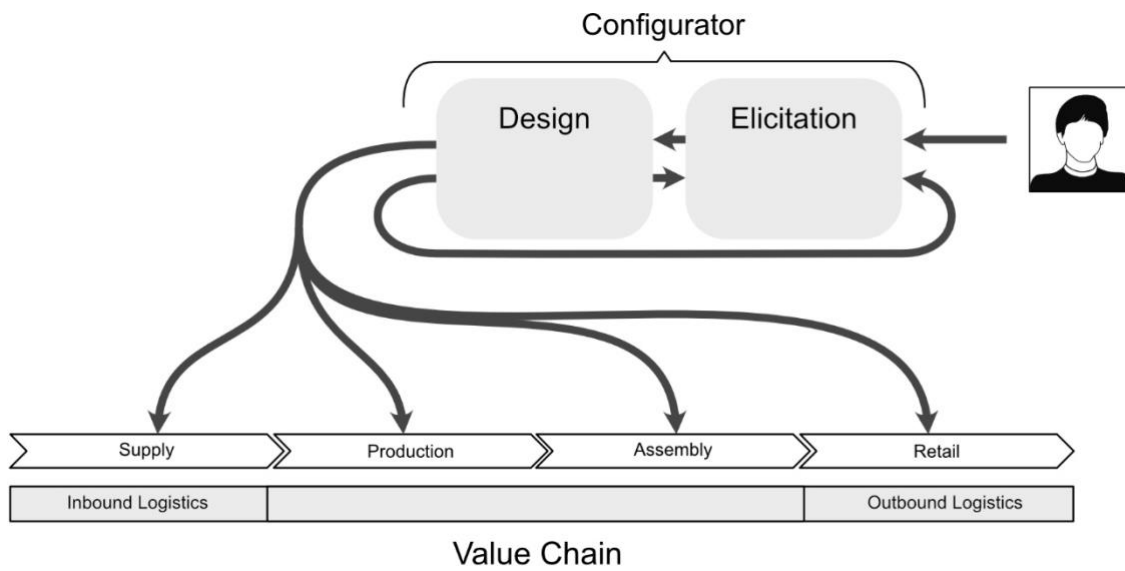 Configurator
Design Elicitation
Supply Production Assembly Retail
Inbound Logistics Outbound Logistics
Value Chain